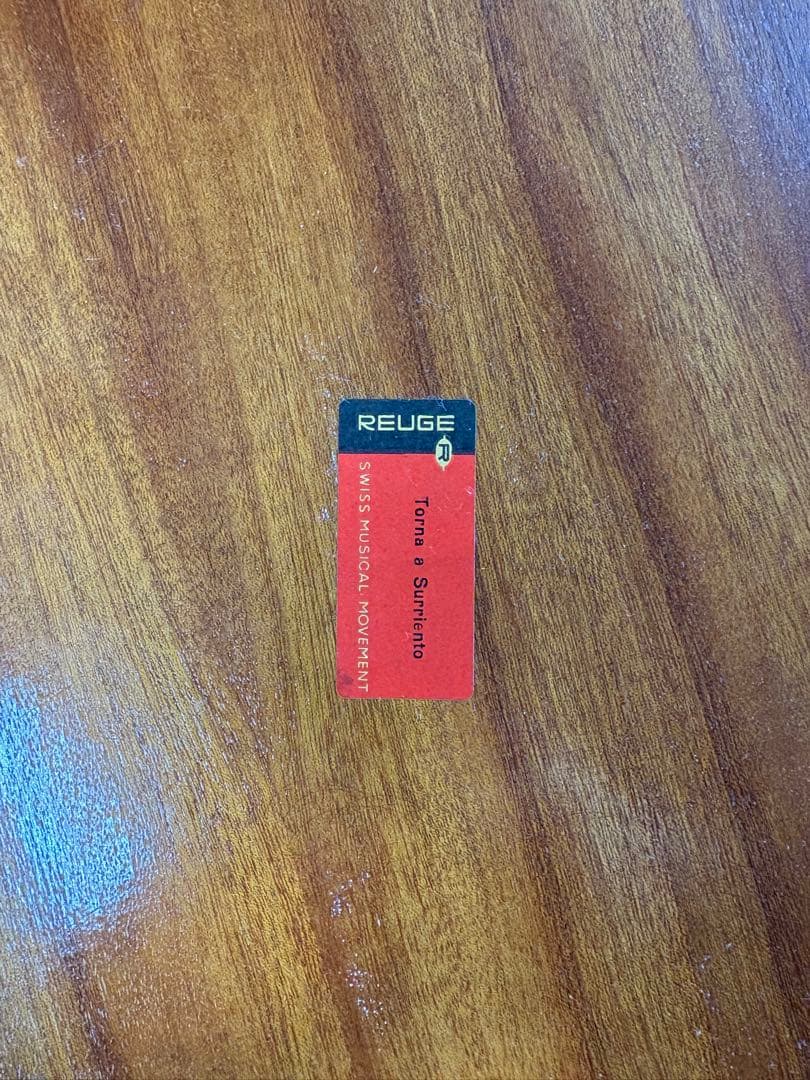 REUGE
R
SWISS MUSICAL MOVEMENT
Torna a Surriento